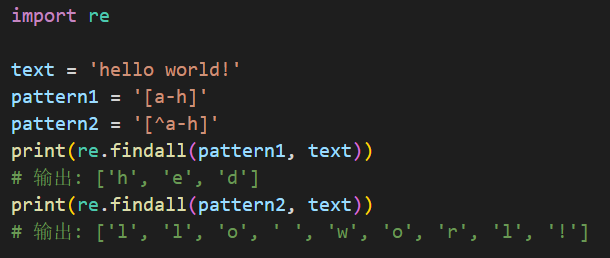 import re

text = 'hello world!'
pattern1 = '[a-h]'
pattern2 = '[^a-h]'
print(re.findall(pattern1, text))
# 输出: ['h', 'e', 'd']
print(re.findall(pattern2, text))
# 输出: ['l', 'l', 'o', ' ', 'w', 'o', 'r', 'l', '!']